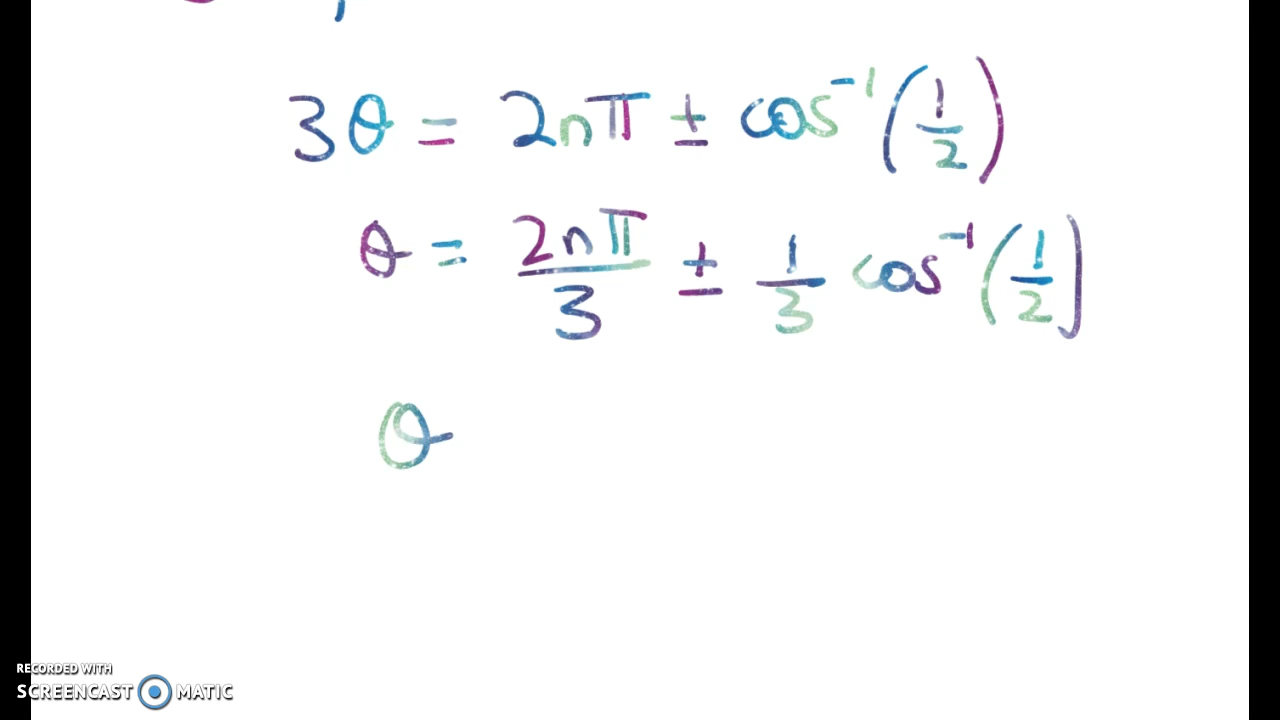 3θ = 2nπ ± cos⁻¹(1/2)
θ = 2nπ/3 ± 1/3 cos⁻¹(1/2)
θ
RECORDED WITH
SCREENCAST MATIC